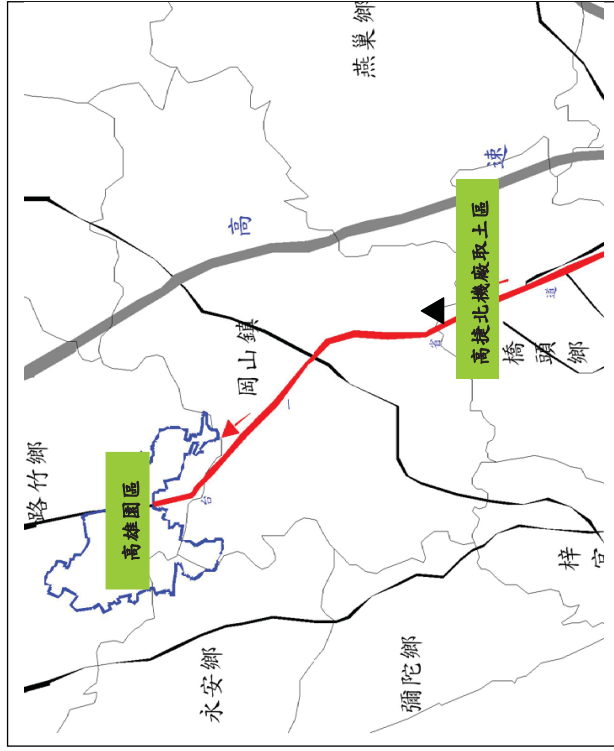 路竹鄉
高雄園區
永安鄉
岡山鎮
高速
台一省道
燕巢鄉
彌陀鄉
高捷北機廠取土區
橋頭鄉
梓官